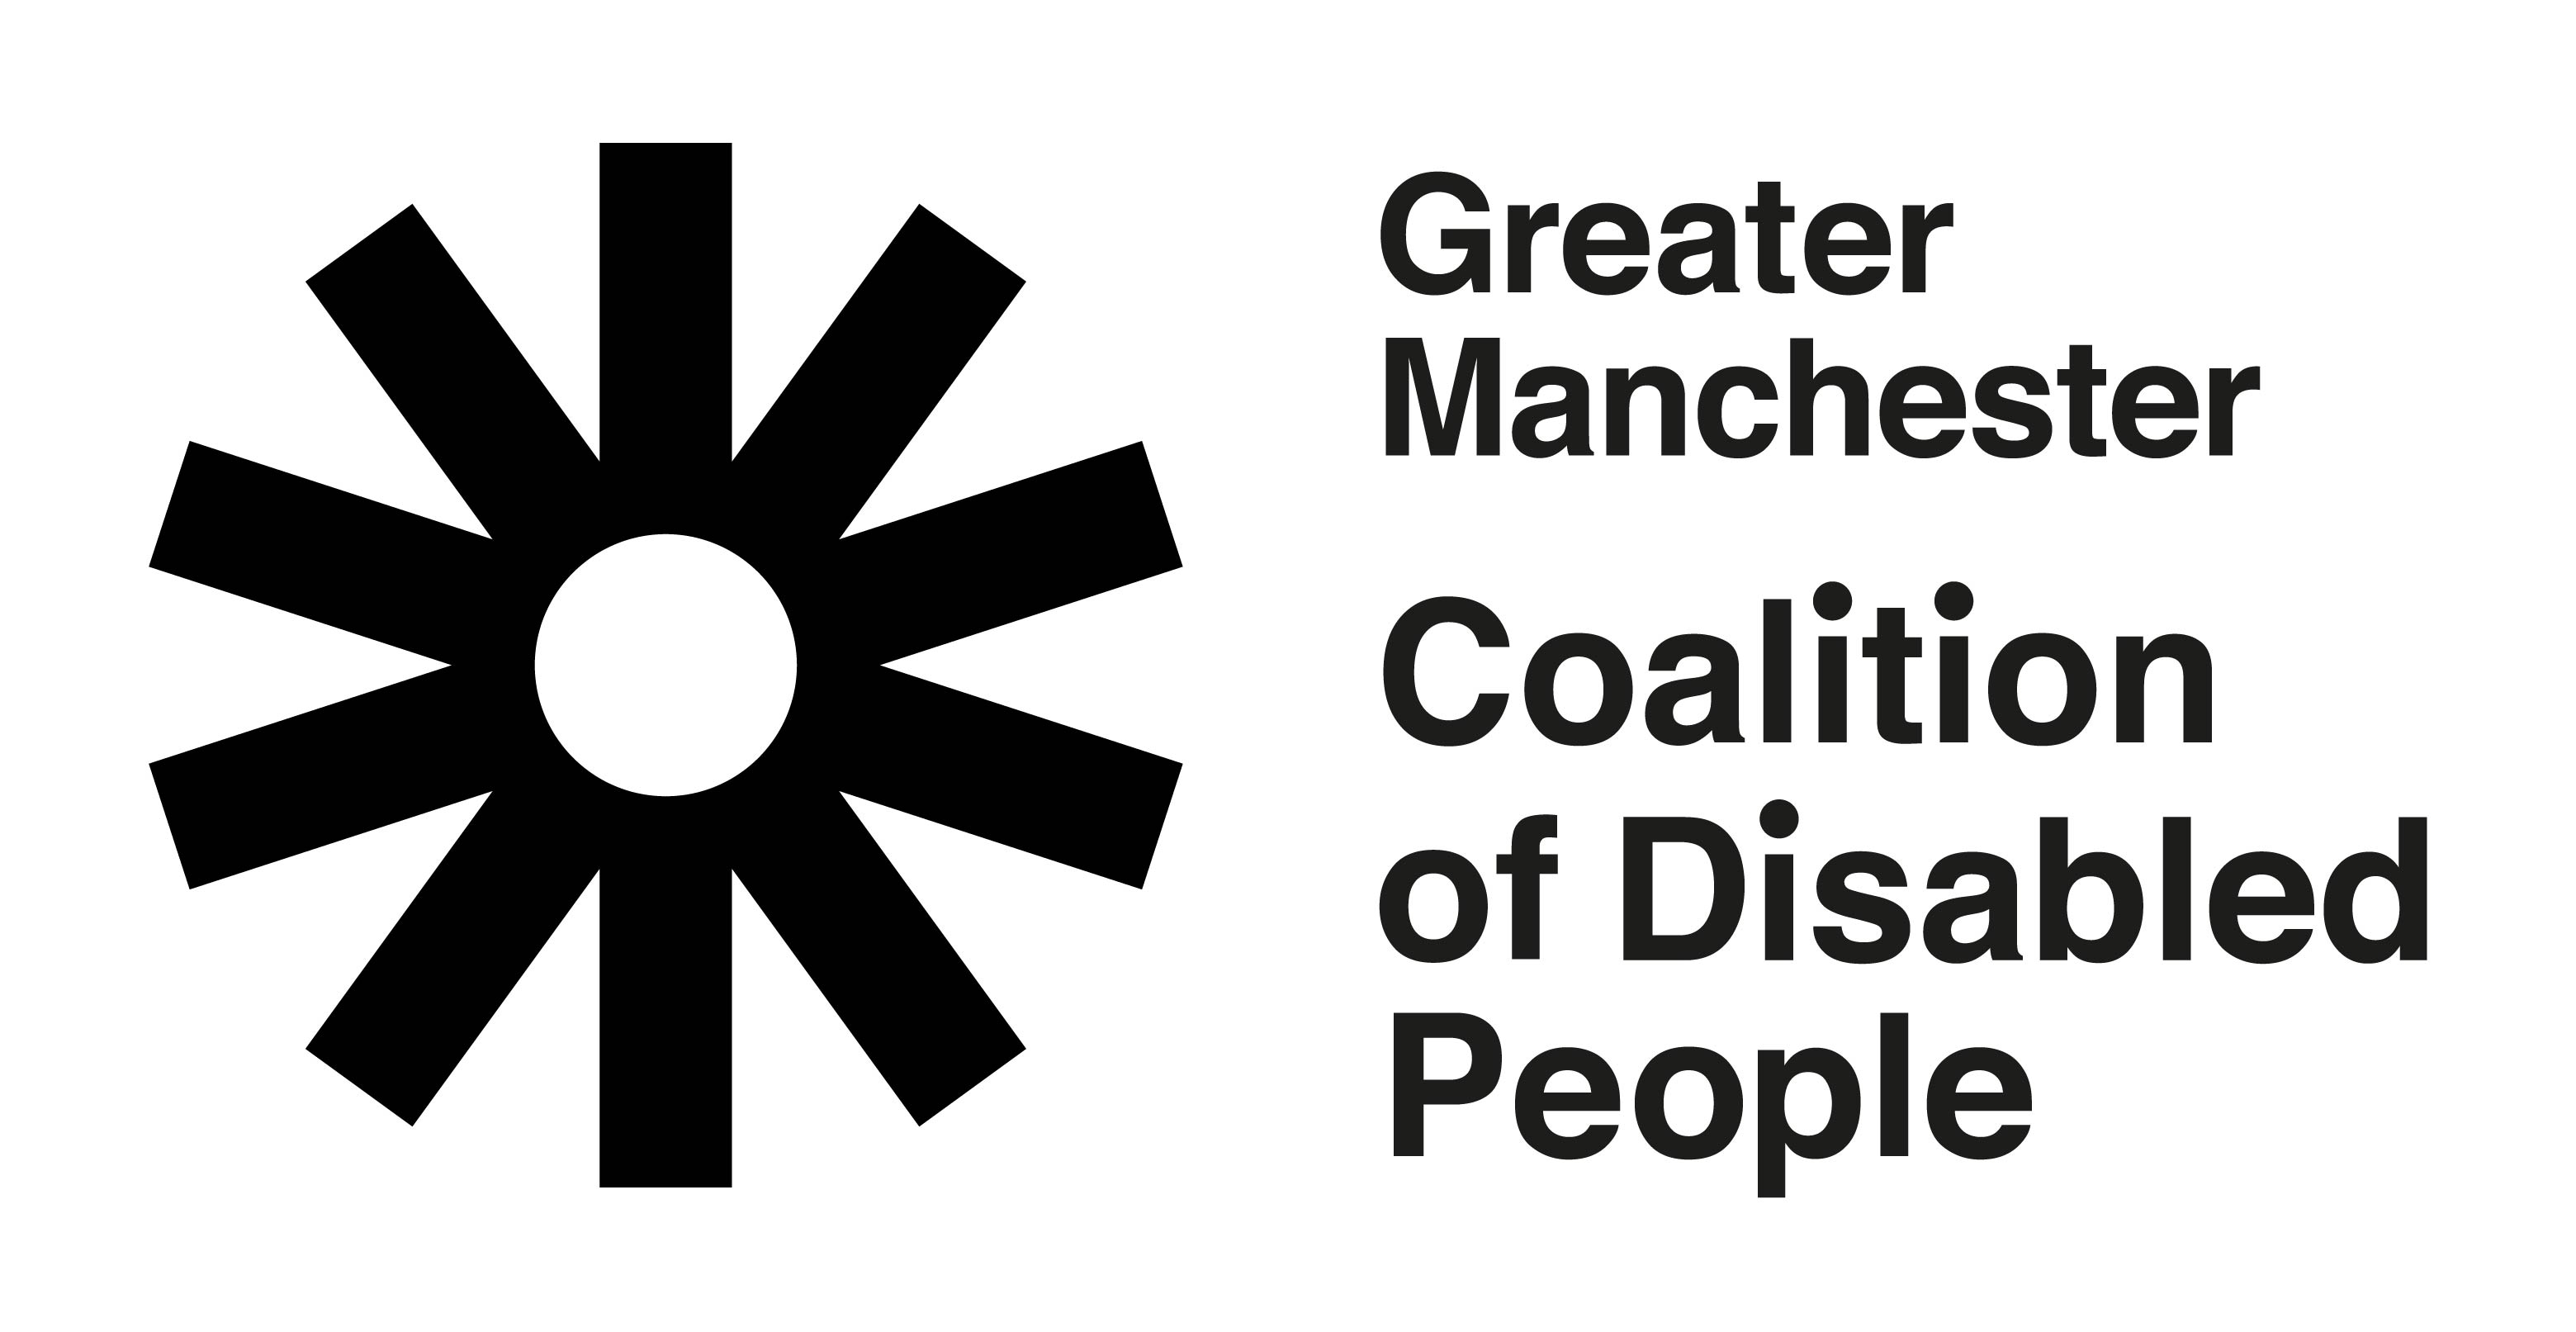 Greater
Manchester
Coalition
of Disabled
People